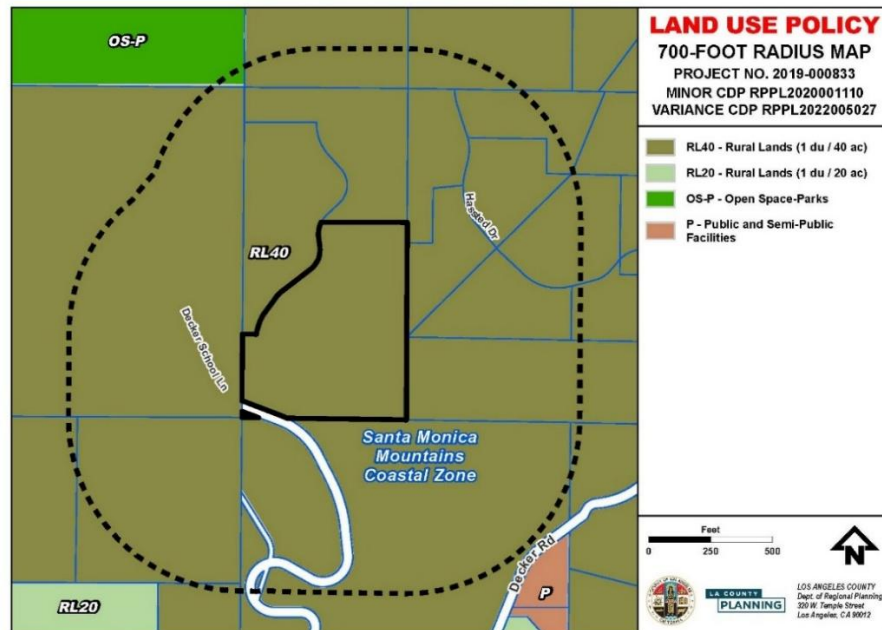 LAND USE POLICY
700-FOOT RADIUS MAP
PROJECT NO. 2019-000833
MINOR CDP RPPL2020001110
VARIANCE CDP RPPL2022005027
RL40 - Rural Lands (1 du / 40 ac)
RL20 - Rural Lands (1 du / 20 ac)
OS-P - Open Space-Parks
P - Public and Semi-Public
Facilities
OS-P
Hassted Dr
RL40
Decker School Ln
Santa Monica
Mountains
Coastal Zone
Decker Rd
RL20
P
Feet
0 250 500
N
LA COUNTY
PLANNING
LOS ANGELES COUNTY
Dept. of Regional Planning
320 W. Temple Street
Los Angeles, CA 90012